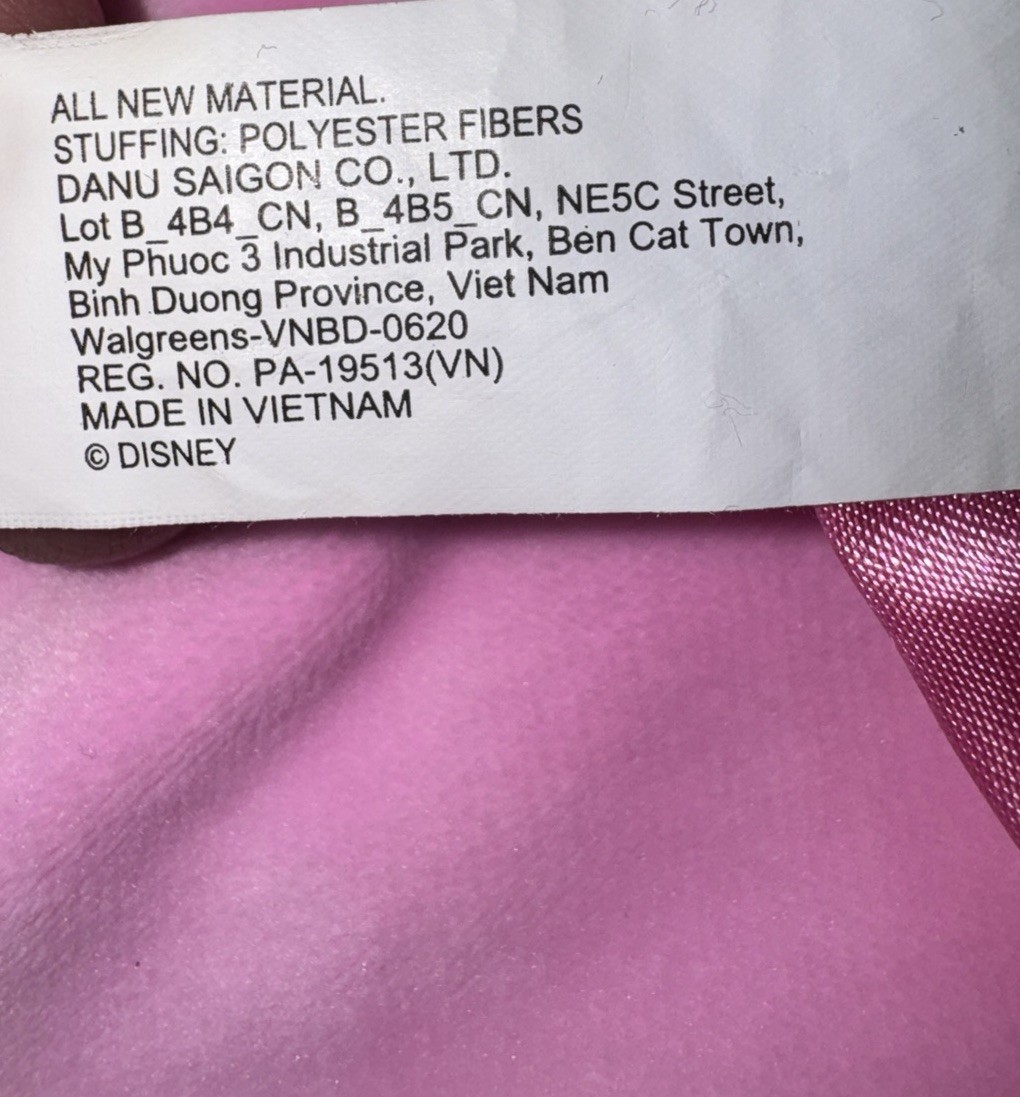 ALL NEW MATERIAL.
STUFFING: POLYESTER FIBERS
DANU SAIGON CO., LTD.
Lot B_4B4_CN, B_4B5_CN, NE5C Street,
My Phuoc 3 Industrial Park, Ben Cat Town,
Binh Duong Province, Viet Nam
Walgreens-VNBD-0620
REG. NO. PA-19513(VN)
MADE IN VIETNAM
© DISNEY